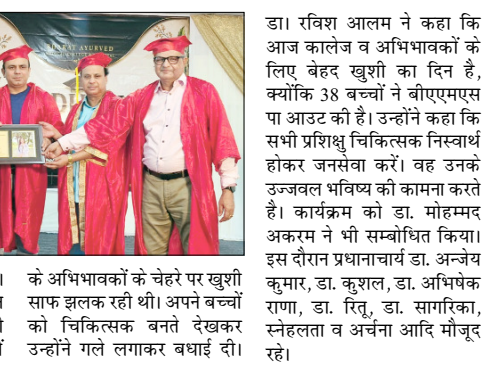 BHARAT AYURVED
के अभिभावकों के चेहरे पर खुशी
साफ झलक रही थी। अपने बच्चों
को चिकित्सक बनते देखकर
उन्होंने गले लगाकर बधाई दी।
डा। रविश आलम ने कहा कि
आज कालेज व अभिभावकों के
लिए बेहद खुशी का दिन है,
क्योंकि 38 बच्चों ने बीएएमएस
पा आउट की है। उन्होंने कहा कि
सभी प्रशिक्षु चिकित्सक निस्वार्थ
होकर जनसेवा करें। वह उनके
उज्जवल भविष्य की कामना करते
है। कार्यक्रम को डा. मोहम्मद
अकरम ने भी सम्बोधित किया।
इस दौरान प्रधानाचार्य डा. अन्जेय
कुमार, डा. कुशल, डा. अभिषेक
राणा, डा. रितू, डा. सागरिका,
स्नेहलता व अर्चना आदि मौजूद
रहे।